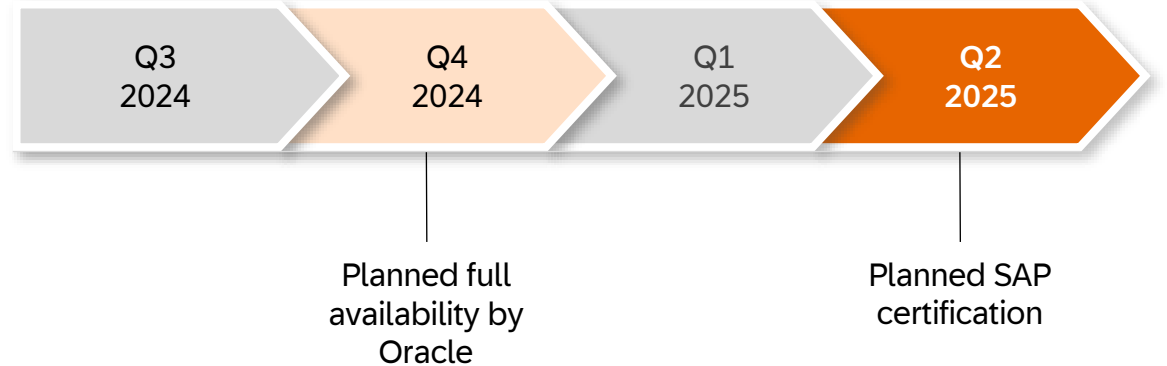 Q3
2024
Q4
2024
Q1
2025
Q2
2025
Planned full
availability by
Oracle
Planned SAP
certification